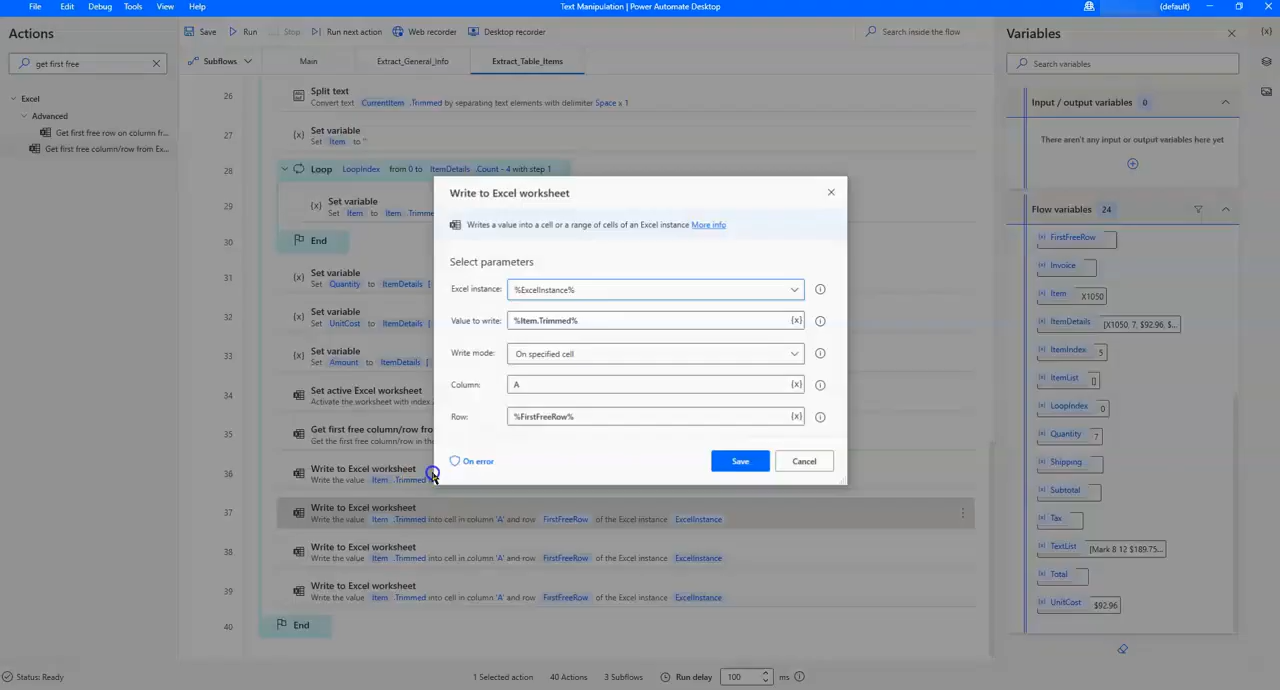 File Edit Debug Tools View Help
Text Manipulation | Power Automate Desktop
(default)
Actions
get first free
Excel
Advanced
Get first free row on column fr...
Get first free column/row from Ex...
Save Run Stop Run next action Web recorder Desktop recorder
Search inside the flow
Subflows Main Extract_General_Info Extract_Table_Items
26
Split text
Convert text CurrentItem .Trimmed by separating text elements with delimiter Space x 1
27
Set variable
Set Item to ''
28
Loop LoopIndex from 0 to ItemDetails .Count - 4 with step 1
29
Set variable
Set Item to Item .Trimme
30
End
31
Set variable
Set Quantity to ItemDetails [
32
Set variable
Set UnitCost to ItemDetails [
33
Set variable
Set Amount to ItemDetails [
34
Set active Excel worksheet
Activate the worksheet with index
35
Get first free column/row from
Get the first free column/row in th
36
Write to Excel worksheet
Write the value Item .Trimmed
37
Write to Excel worksheet
Write the value Item .Trimmed into cell in column 'A' and row FirstFreeRow of the Excel instance ExcelInstance
38
Write to Excel worksheet
Write the value Item .Trimmed into cell in column 'A' and row FirstFreeRow of the Excel instance ExcelInstance
39
Write to Excel worksheet
Write the value Item .Trimmed into cell in column 'A' and row FirstFreeRow of the Excel instance ExcelInstance
40
End
Write to Excel worksheet
Writes a value into a cell or a range of cells of an Excel instance More info
Select parameters
Excel instance: %ExcelInstance%
Value to write: %Item.Trimmed% {x}
Write mode: On specified cell
Column: A {x}
Row: %FirstFreeRow% {x}
On error
Save
Cancel
Variables
Search variables
Input / output variables 0
There aren't any input or output variables here yet
Flow variables 24
FirstFreeRow
Invoice
Item X1050
ItemDetails [X1050, 7, $92.96, $...
ItemIndex 5
ItemList []
LoopIndex 0
Quantity 7
Shipping
Subtotal
Tax
TextList [Mark 8 12 $189.75...
Total
UnitCost $92.96
Status: Ready
1 Selected action
40 Actions
3 Subflows
Run delay
100
ms